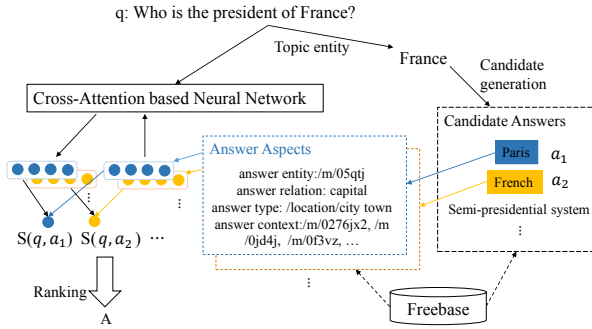 q: Who is the president of France?
Topic entity
France
Candidate
generation
Cross-Attention based Neural Network
Candidate Answers
Answer Aspects
answer entity:/m/05qtj
answer relation: capital
answer type: /location/city town
answer context:/m/0276jx2, /m
/0jd4j, /m/0f3vz, ...
⋮
Paris a₁
French a₂
Semi-presidential system
⋮
⋮
⋮
S(q,a₁) S(q,a₂) ...
Ranking
A
Freebase